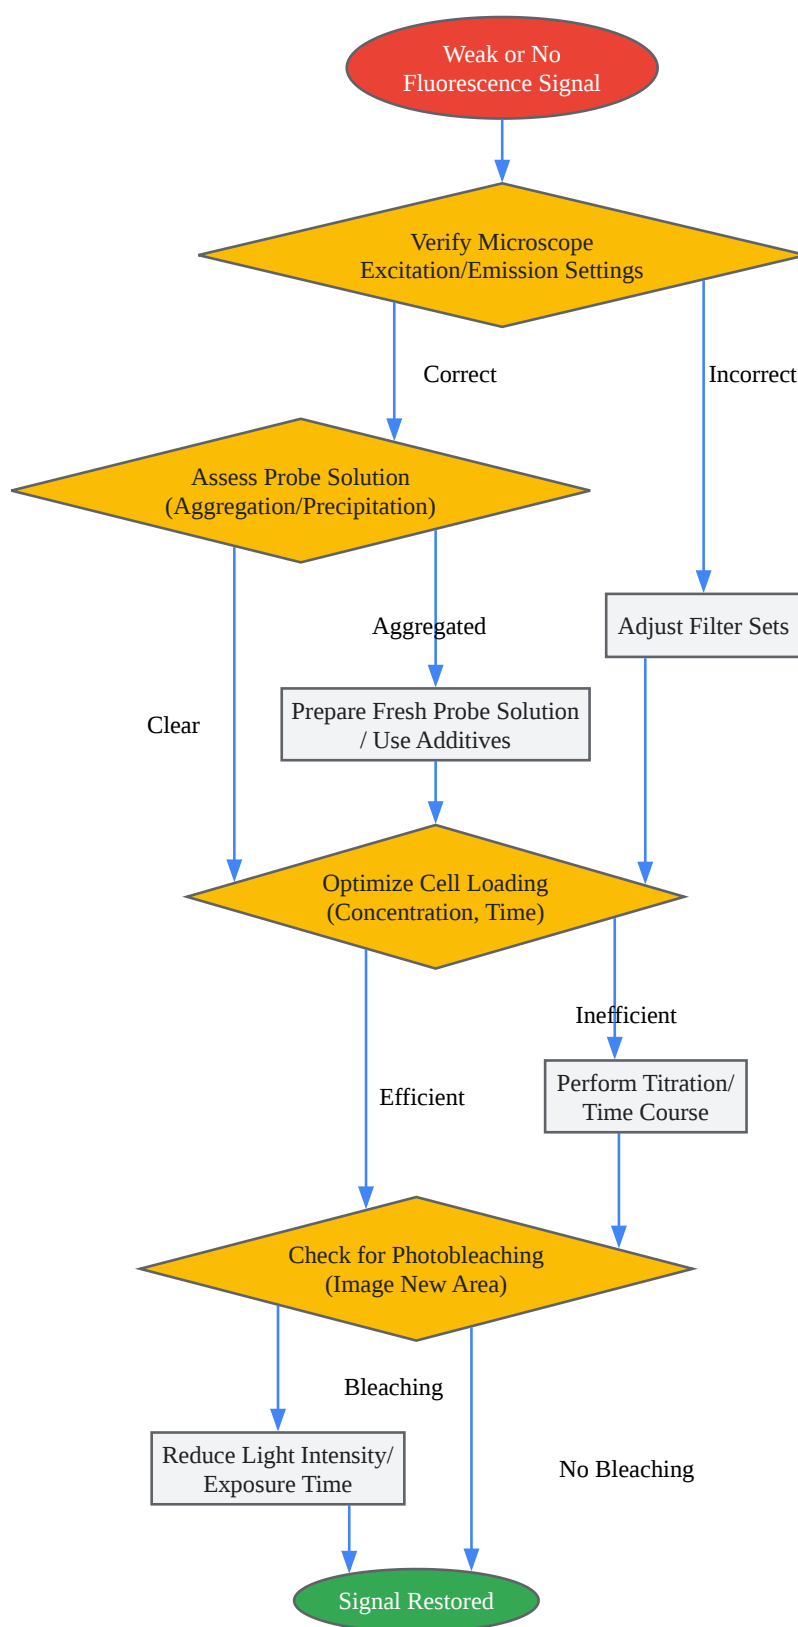 Weak or No
Fluorescence Signal
Verify Microscope
Excitation/Emission Settings
Correct
Incorrect
Assess Probe Solution
(Aggregation/Precipitation)
Aggregated
Adjust Filter Sets
Clear
Prepare Fresh Probe Solution
/ Use Additives
Optimize Cell Loading
(Concentration, Time)
Inefficient
Efficient
Perform Titration/
Time Course
Check for Photobleaching
(Image New Area)
Bleaching
Reduce Light Intensity/
Exposure Time
No Bleaching
Signal Restored